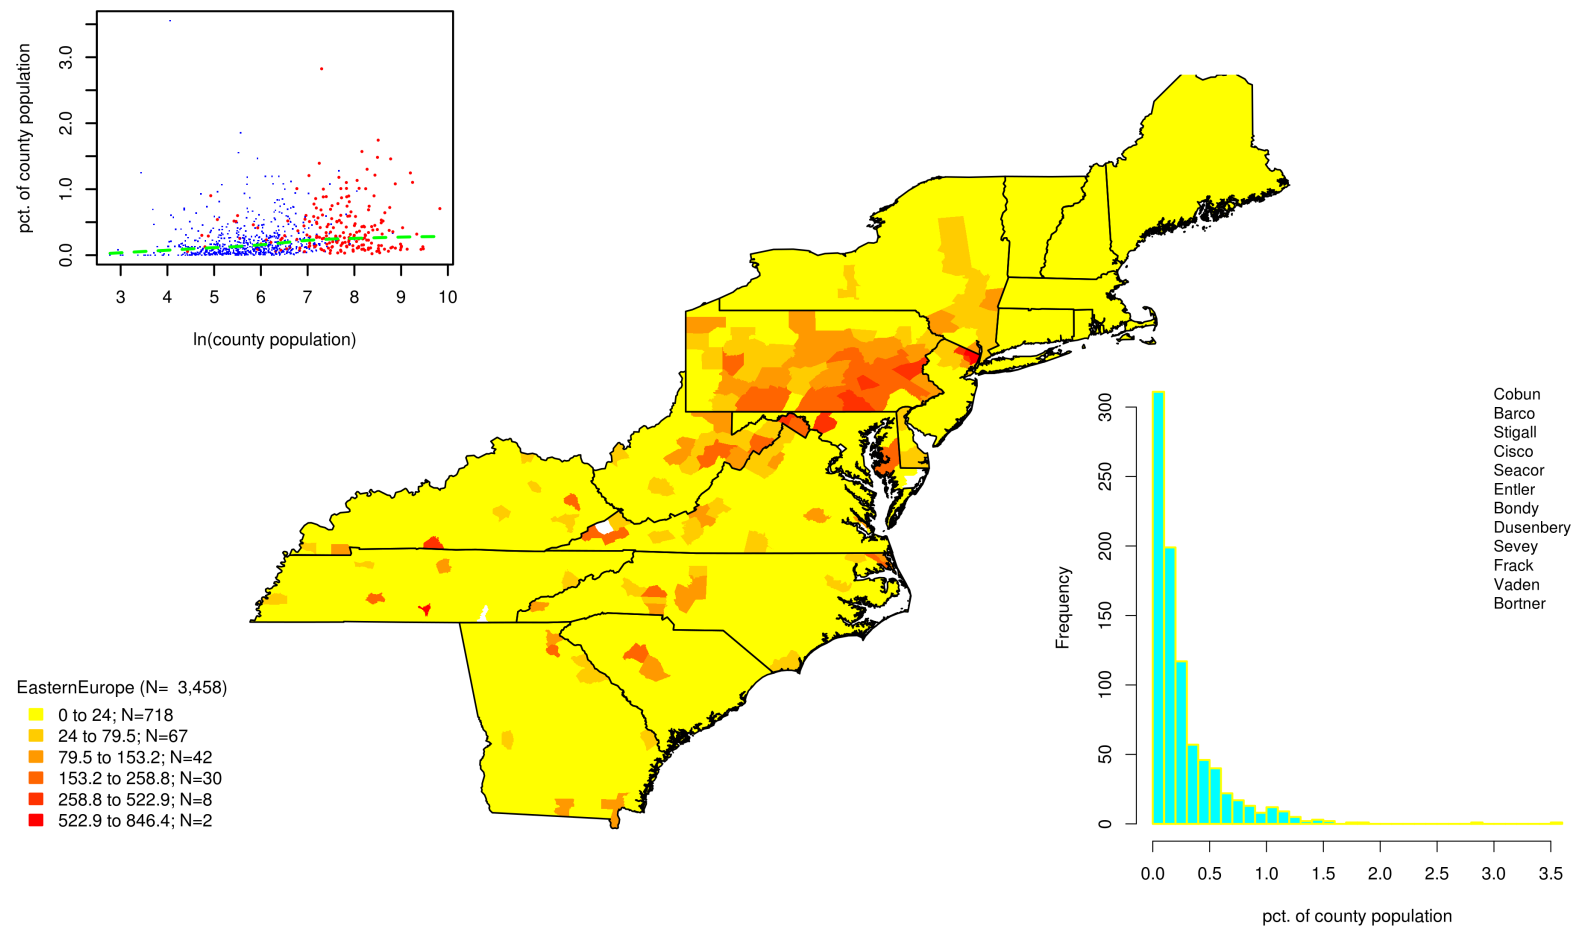 pct. of county population
0.0
1.0
2.0
3.0
3 4 5 6 7 8 9 10
ln(county population)
Cobun
Barco
Stigall
Cisco
Seacor
Entler
Bondy
Dusenbery
Sevey
Frack
Vaden
Bortner
Frequency
0
50
100
150
200
250
300
0.0 0.5 1.0 1.5 2.0 2.5 3.0 3.5
pct. of county population
EasternEurope (N= 3,458)
0 to 24; N=718
24 to 79.5; N=67
79.5 to 153.2; N=42
153.2 to 258.8; N=30
258.8 to 522.9; N=8
522.9 to 846.4; N=2